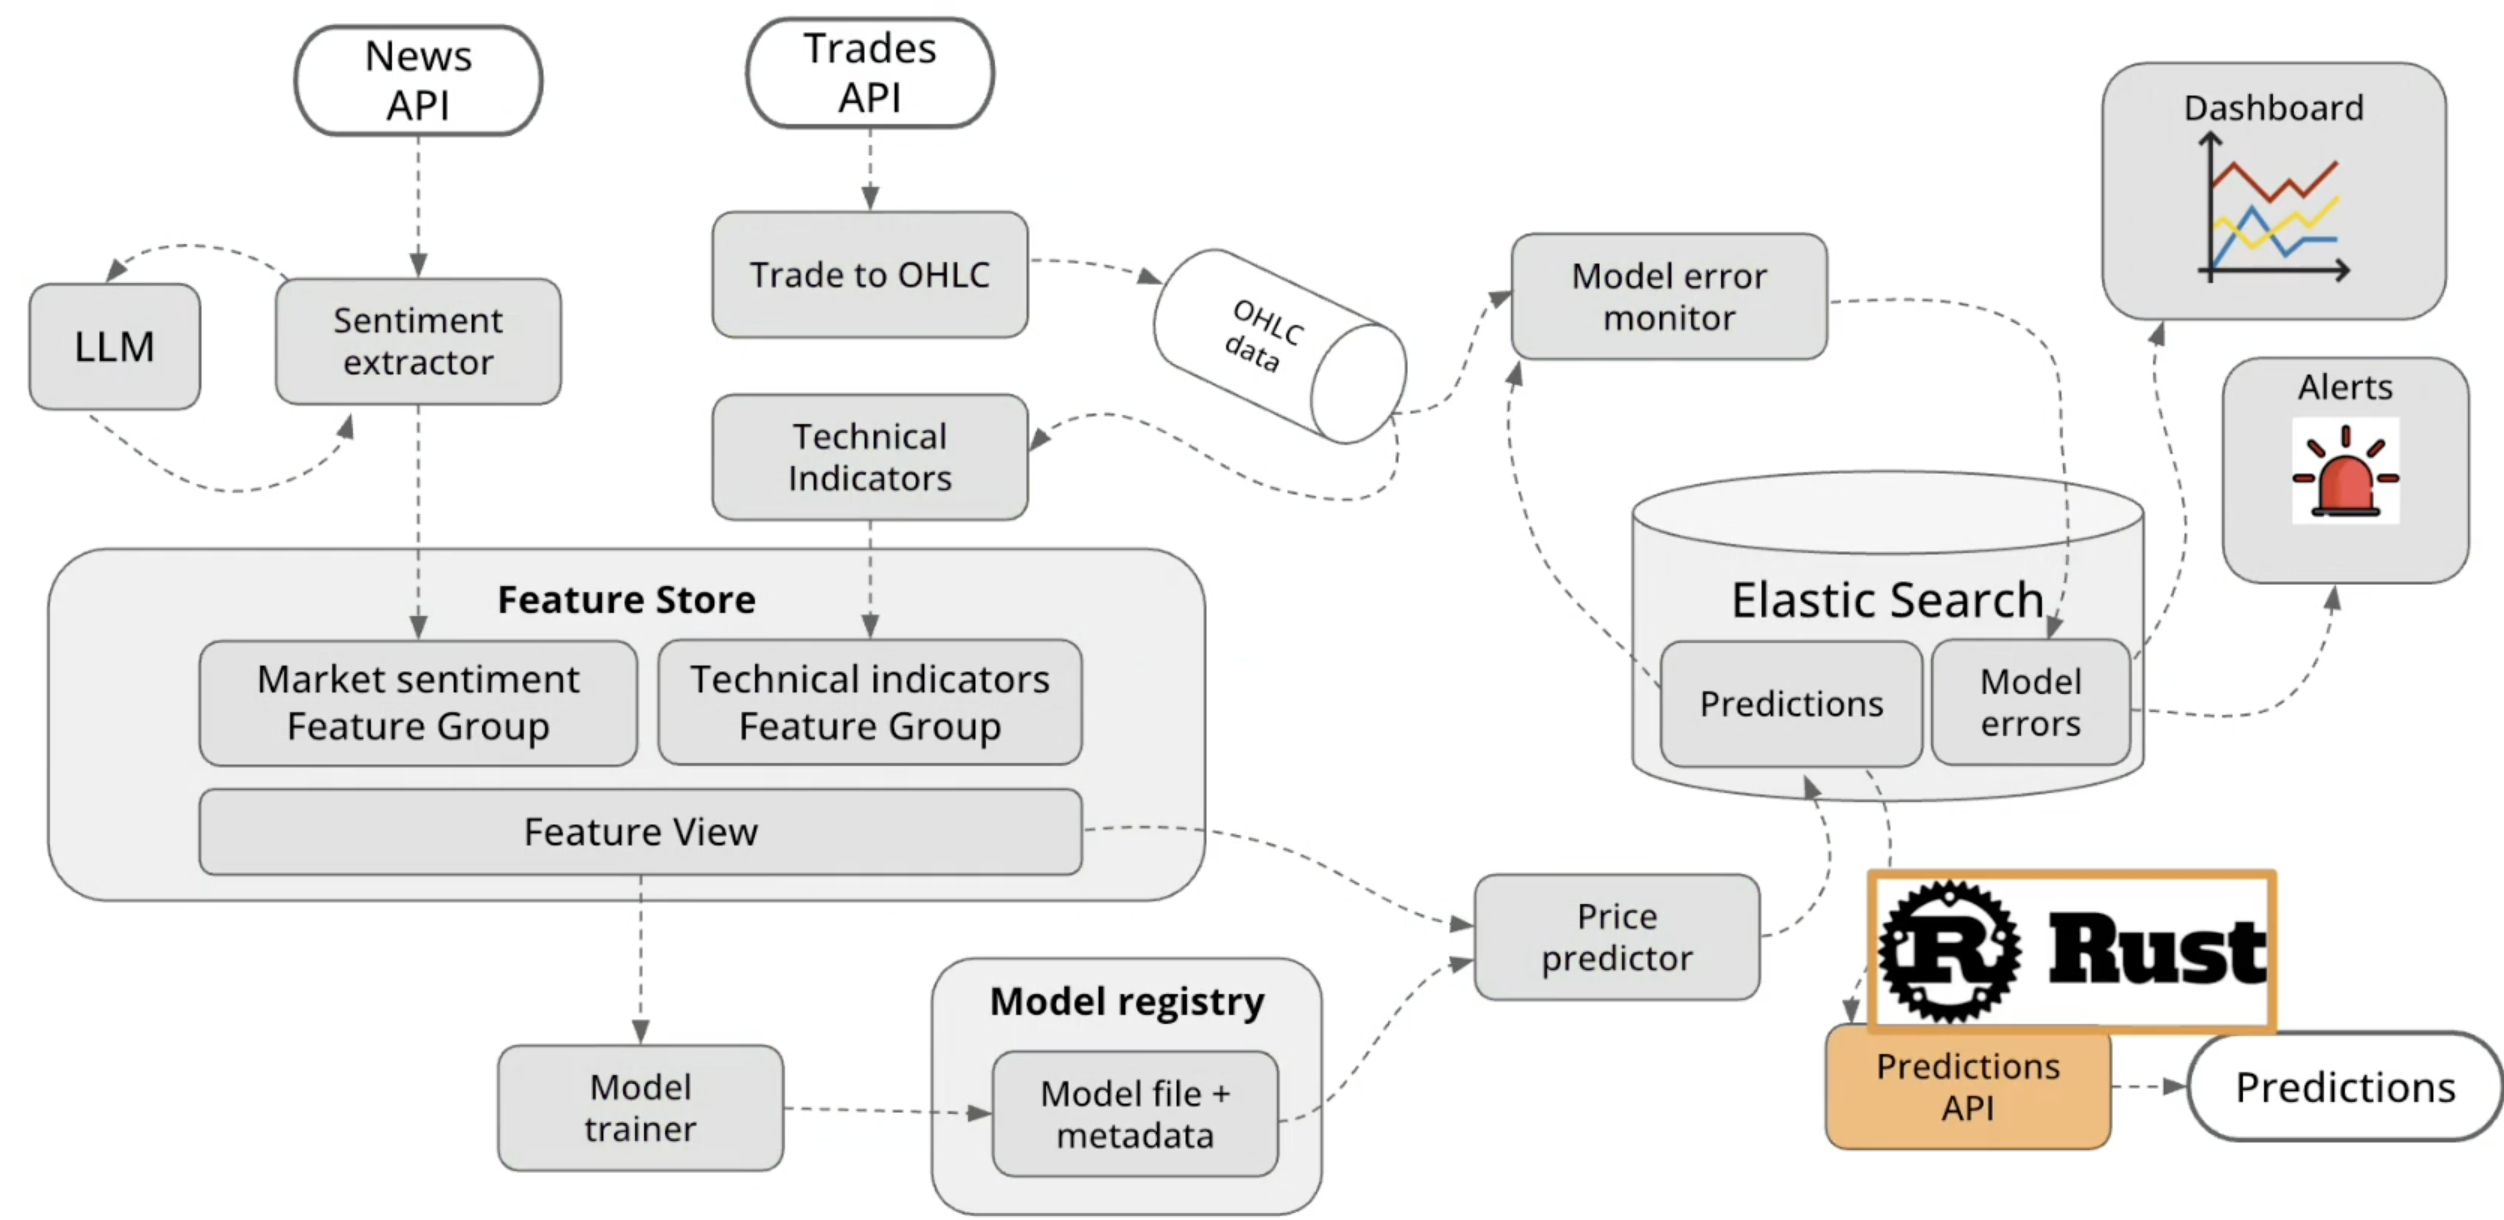 News
API
Trades
API
Dashboard
Trade to OHLC
OHLC
data
Model error
monitor
LLM
Sentiment
extractor
Alerts
Technical
Indicators
Feature Store
Elastic Search
Market sentiment
Feature Group
Technical indicators
Feature Group
Predictions
Model
errors
Feature View
Price
predictor
R Rust
Model registry
Model
trainer
Model file +
metadata
Predictions
API
Predictions